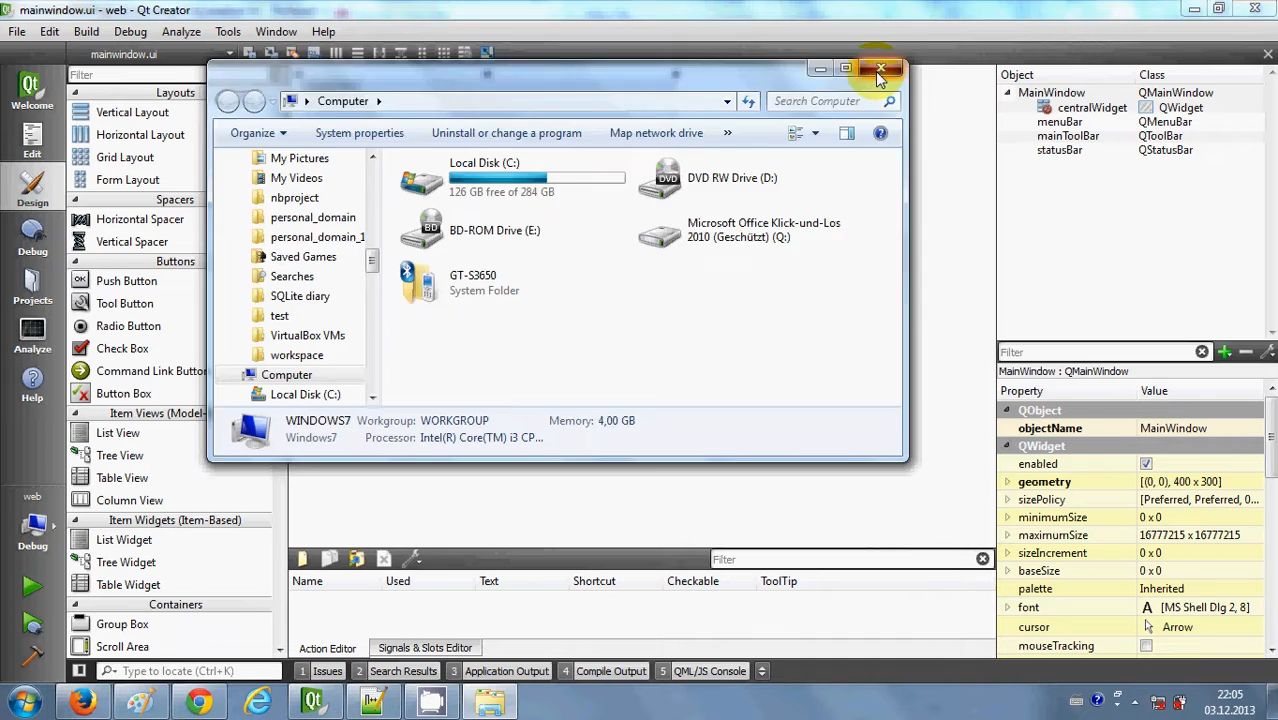 mainwindow.ui - web - Qt Creator
File Edit Build Debug Analyze Tools Window Help
mainwindow.ui
Filter
Object Class
MainWindow QMainWindow
centralWidget QWidget
menuBar QMenuBar
mainToolBar QToolBar
statusBar QStatusBar
Welcome
Edit
Design
Debug
Projects
Analyze
Help
web
Debug
Layouts
Vertical Layout
Horizontal Layout
Grid Layout
Form Layout
Spacers
Horizontal Spacer
Vertical Spacer
Buttons
Push Button
Tool Button
Radio Button
Check Box
Command Link Button
Button Box
Item Views (Model-
List View
Tree View
Table View
Column View
Item Widgets (Item-Based)
List Widget
Tree Widget
Table Widget
Containers
Group Box
Scroll Area
Computer
Search Computer
Organize System properties Uninstall or change a program Map network drive »
My Pictures
My Videos
nbproject
personal_domain
personal_domain_1
Saved Games
Searches
SQLite diary
test
VirtualBox VMs
workspace
Computer
Local Disk (C:)
Local Disk (C:)
126 GB free of 284 GB
DVD
DVD RW Drive (D:)
BD
BD-ROM Drive (E:)
Microsoft Office Klick-und-Los
2010 (Geschützt) (Q:)
GT-S3650
System Folder
WINDOWS7 Workgroup: WORKGROUP Memory: 4,00 GB
Windows7 Processor: Intel(R) Core(TM) i3 CP...
Filter
MainWindow : QMainWindow
Property Value
QObject
objectName MainWindow
QWidget
enabled
geometry [(0, 0), 400 x 300]
sizePolicy [Preferred, Preferred, 0...
minimumSize 0 x 0
maximumSize 16777215 x 16777215
sizeIncrement 0 x 0
baseSize 0 x 0
palette Inherited
font A [MS Shell Dlg 2, 8]
cursor Arrow
mouseTracking
Filter
Name Used Text Shortcut Checkable ToolTip
Action Editor Signals & Slots Editor
Type to locate (Ctrl+K) 1 Issues 2 Search Results 3 Application Output 4 Compile Output 5 QML/JS Console
22:05
03.12.2013